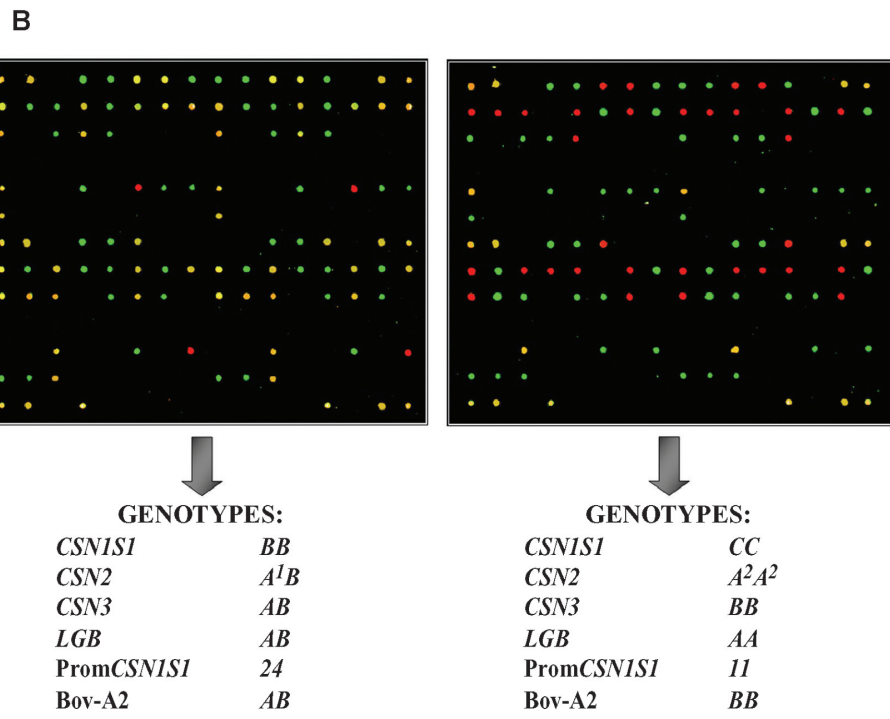 B
GENOTYPES:
CSN1S1 BB
CSN2 A¹B
CSN3 AB
LGB AB
PromCSN1S1 24
Bov-A2 AB
GENOTYPES:
CSN1S1 CC
CSN2 A²A²
CSN3 BB
LGB AA
PromCSN1S1 11
Bov-A2 BB